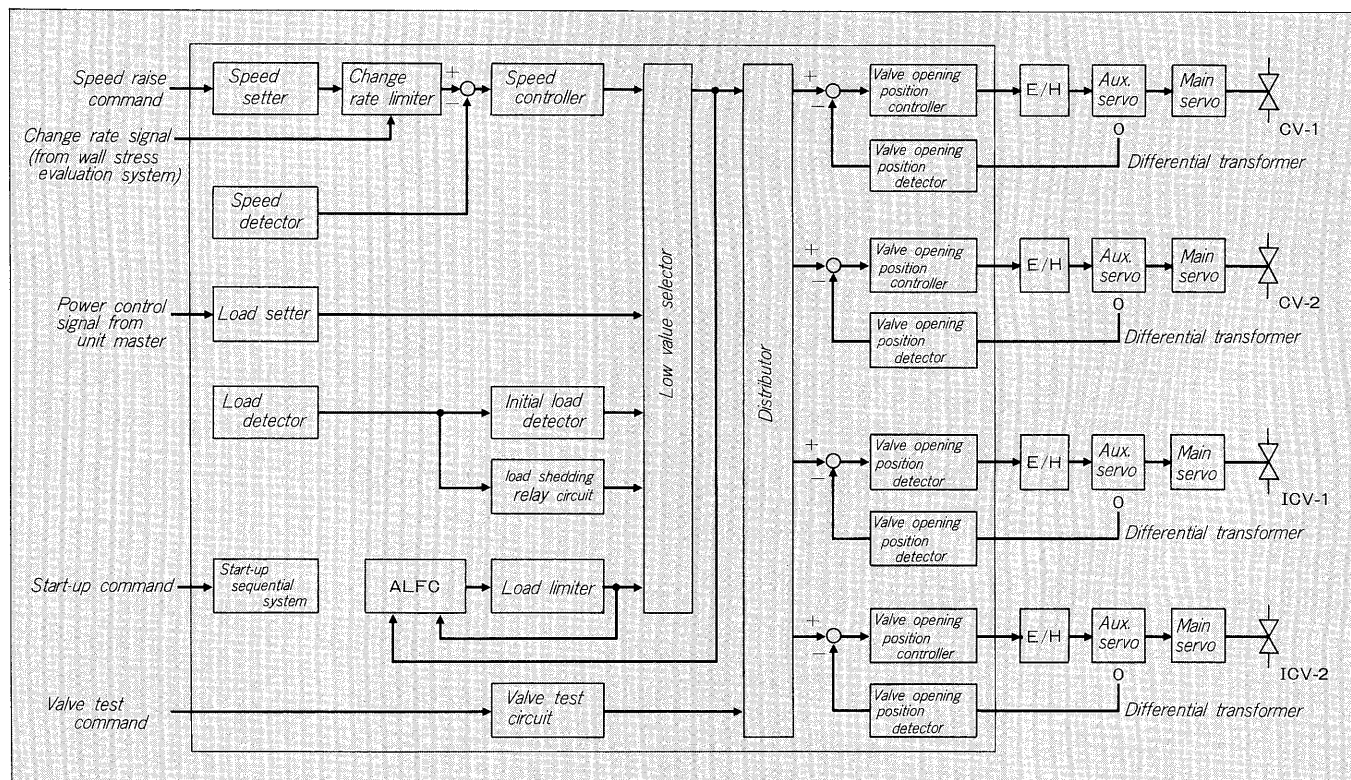 Speed raise
command
Speed
setter
Change
rate limiter
+
−
Speed
controller
Change rate signal
(from wall stress
evaluation system)
Speed
detector
Power control
signal from
unit master
Load setter
Load
detector
Initial load
detector
load shedding
relay circuit
Start-up command
Start-up
sequential
system
ALFC
Load limiter
Valve test
command
Valve test
circuit
Low value selector
Distributor
+
−
Valve opening
position
controller
E/H
Aux.
servo
Main
servo
CV-1
Valve opening
position
detector
Differential transformer
+
−
Valve opening
position
controller
E/H
Aux.
servo
Main
servo
CV-2
Valve opening
position
detector
Differential transformer
+
−
Valve opening
position
detector
E/H
Aux.
servo
Main
servo
ICV-1
Valve opening
position
detector
Differential transformer
+
−
Valve opening
position
controller
E/H
Aux.
servo
Main
servo
ICV-2
Valve opening
position
detector
Differential transformer